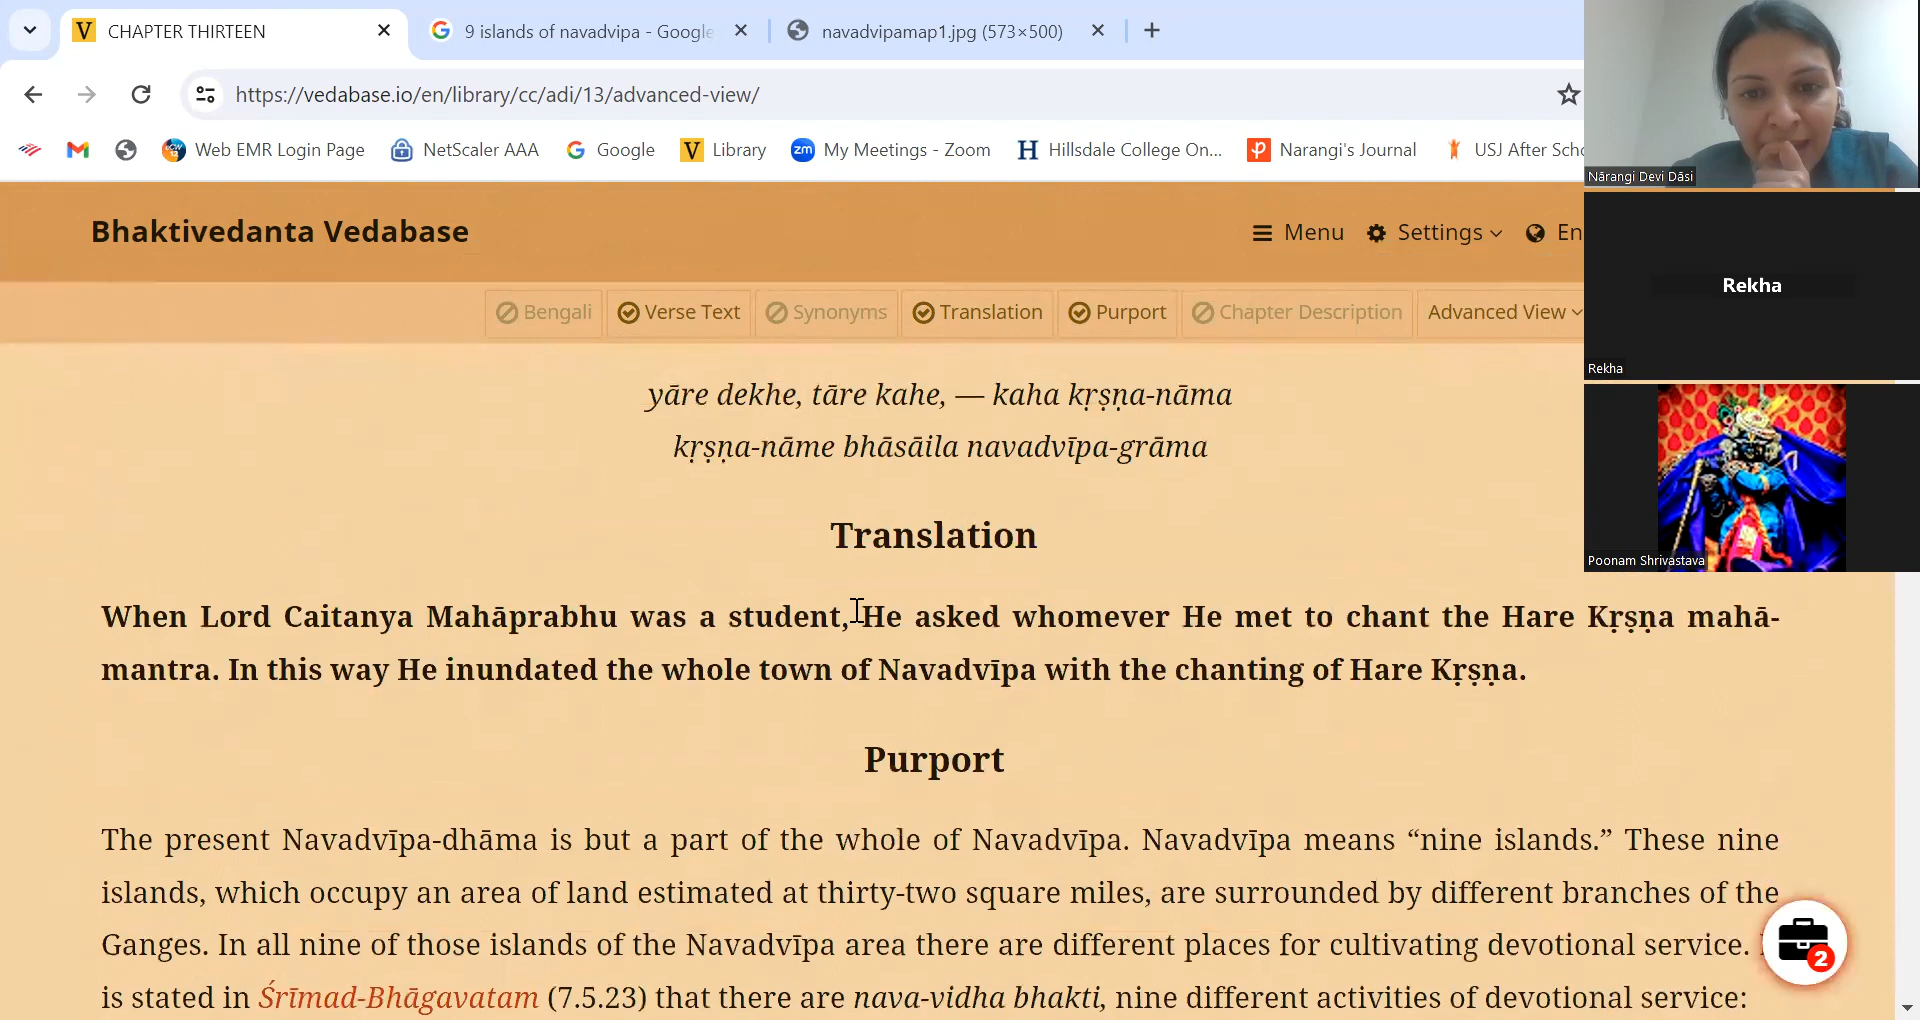 CHAPTER THIRTEEN
9 islands of navadvipa - Google
navadvipamap1.jpg (573×500)
https://vedabase.io/en/library/cc/adi/13/advanced-view/
Web EMR Login Page
NetScaler AAA
Google
Library
zm
My Meetings - Zoom
Hillsdale College On...
Narangi's Journal
USJ After Scho
Nārangi Devi Dāsi
Bhaktivedanta Vedabase
Menu
Settings
En
Rekha
Rekha
Bengali
Verse Text
Synonyms
Translation
Purport
Chapter Description
Advanced View
yāre dekhe, tāre kahe, — kaha kṛṣṇa-nāma
kṛṣṇa-nāme bhāsāila navadvīpa-grāma
Poonam Shrivastava
Translation
When Lord Caitanya Mahāprabhu was a student, He asked whomever He met to chant the Hare Kṛṣṇa mahā-
mantra. In this way He inundated the whole town of Navadvīpa with the chanting of Hare Kṛṣṇa.
Purport
The present Navadvīpa-dhāma is but a part of the whole of Navadvīpa. Navadvīpa means “nine islands.” These nine
islands, which occupy an area of land estimated at thirty-two square miles, are surrounded by different branches of the
Ganges. In all nine of those islands of the Navadvīpa area there are different places for cultivating devotional service.
is stated in Śrīmad-Bhāgavatam (7.5.23) that there are nava-vidha bhakti, nine different activities of devotional service:
2